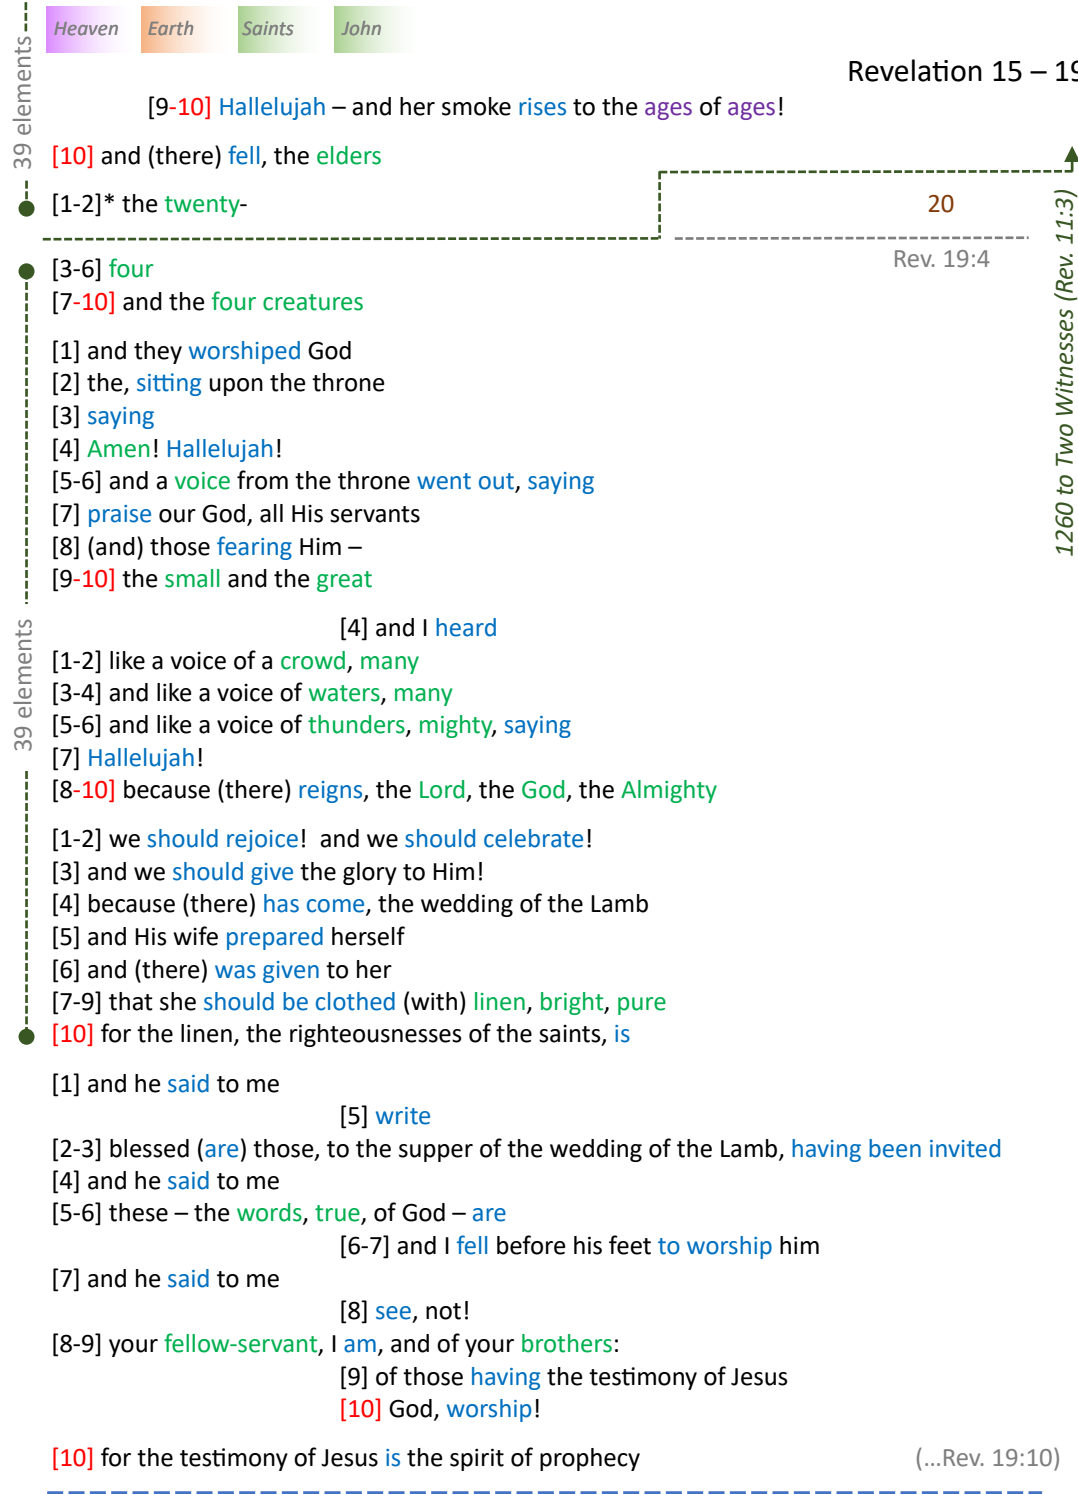 Heaven Earth Saints John
Revelation 15 – 19
39 elements
[9-10] Hallelujah – and her smoke rises to the ages of ages!
[10] and (there) fell, the elders
[1-2]* the twenty-
20
Rev. 19:4
1260 to Two Witnesses (Rev. 11:3)
[3-6] four
[7-10] and the four creatures
[1] and they worshiped God
[2] the, sitting upon the throne
[3] saying
[4] Amen! Hallelujah!
[5-6] and a voice from the throne went out, saying
[7] praise our God, all His servants
[8] (and) those fearing Him –
[9-10] the small and the great
39 elements
[4] and I heard
[1-2] like a voice of a crowd, many
[3-4] and like a voice of waters, many
[5-6] and like a voice of thunders, mighty, saying
[7] Hallelujah!
[8-10] because (there) reigns, the Lord, the God, the Almighty
[1-2] we should rejoice!  and we should celebrate!
[3] and we should give the glory to Him!
[4] because (there) has come, the wedding of the Lamb
[5] and His wife prepared herself
[6] and (there) was given to her
[7-9] that she should be clothed (with) linen, bright, pure
[10] for the linen, the righteousnesses of the saints, is
[1] and he said to me
[5] write
[2-3] blessed (are) those, to the supper of the wedding of the Lamb, having been invited
[4] and he said to me
[5-6] these – the words, true, of God – are
[6-7] and I fell before his feet to worship him
[7] and he said to me
[8] see, not!
[8-9] your fellow-servant, I am, and of your brothers:
[9] of those having the testimony of Jesus
[10] God, worship!
[10] for the testimony of Jesus is the spirit of prophecy
(...Rev. 19:10)